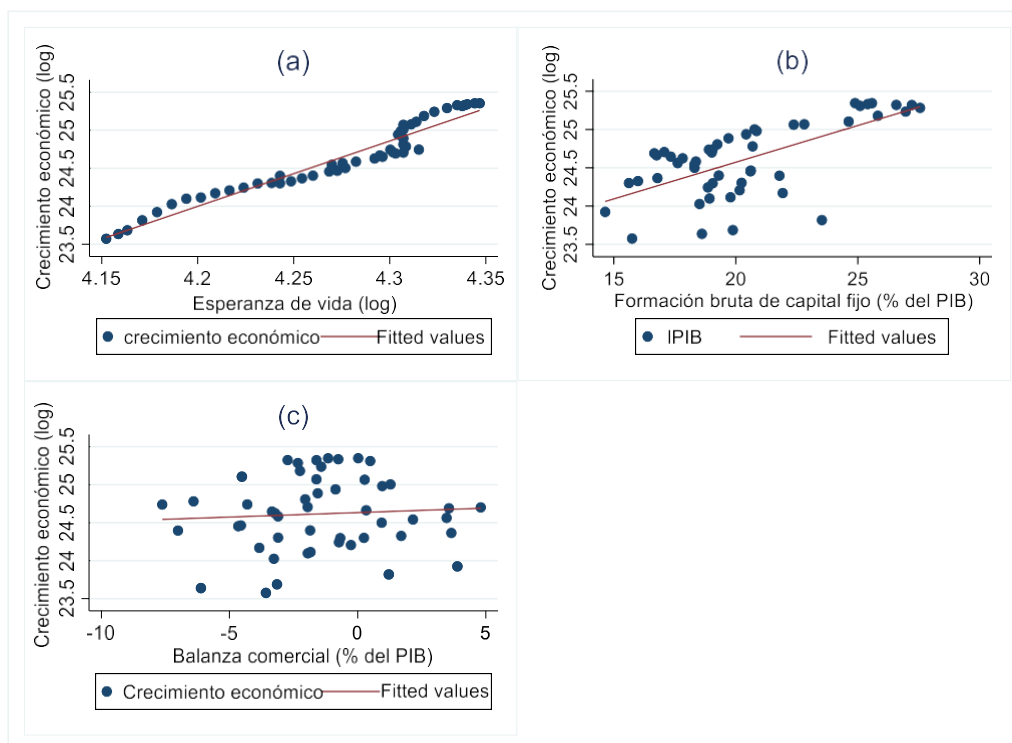 (a)
Crecimiento económico (log)
25.5
25
24.5
24
23.5
4.15 4.2 4.25 4.3 4.35
Esperanza de vida (log)
crecimiento económico Fitted values
(b)
Crecimiento económico (log)
25.5
25
24.5
24
23.5
15 20 25 30
Formación bruta de capital fijo (% del PIB)
lPIB Fitted values
(c)
Crecimiento económico (log)
25.5
25
24.5
24
23.5
-10 -5 0 5
Balanza comercial (% del PIB)
Crecimiento económico Fitted values